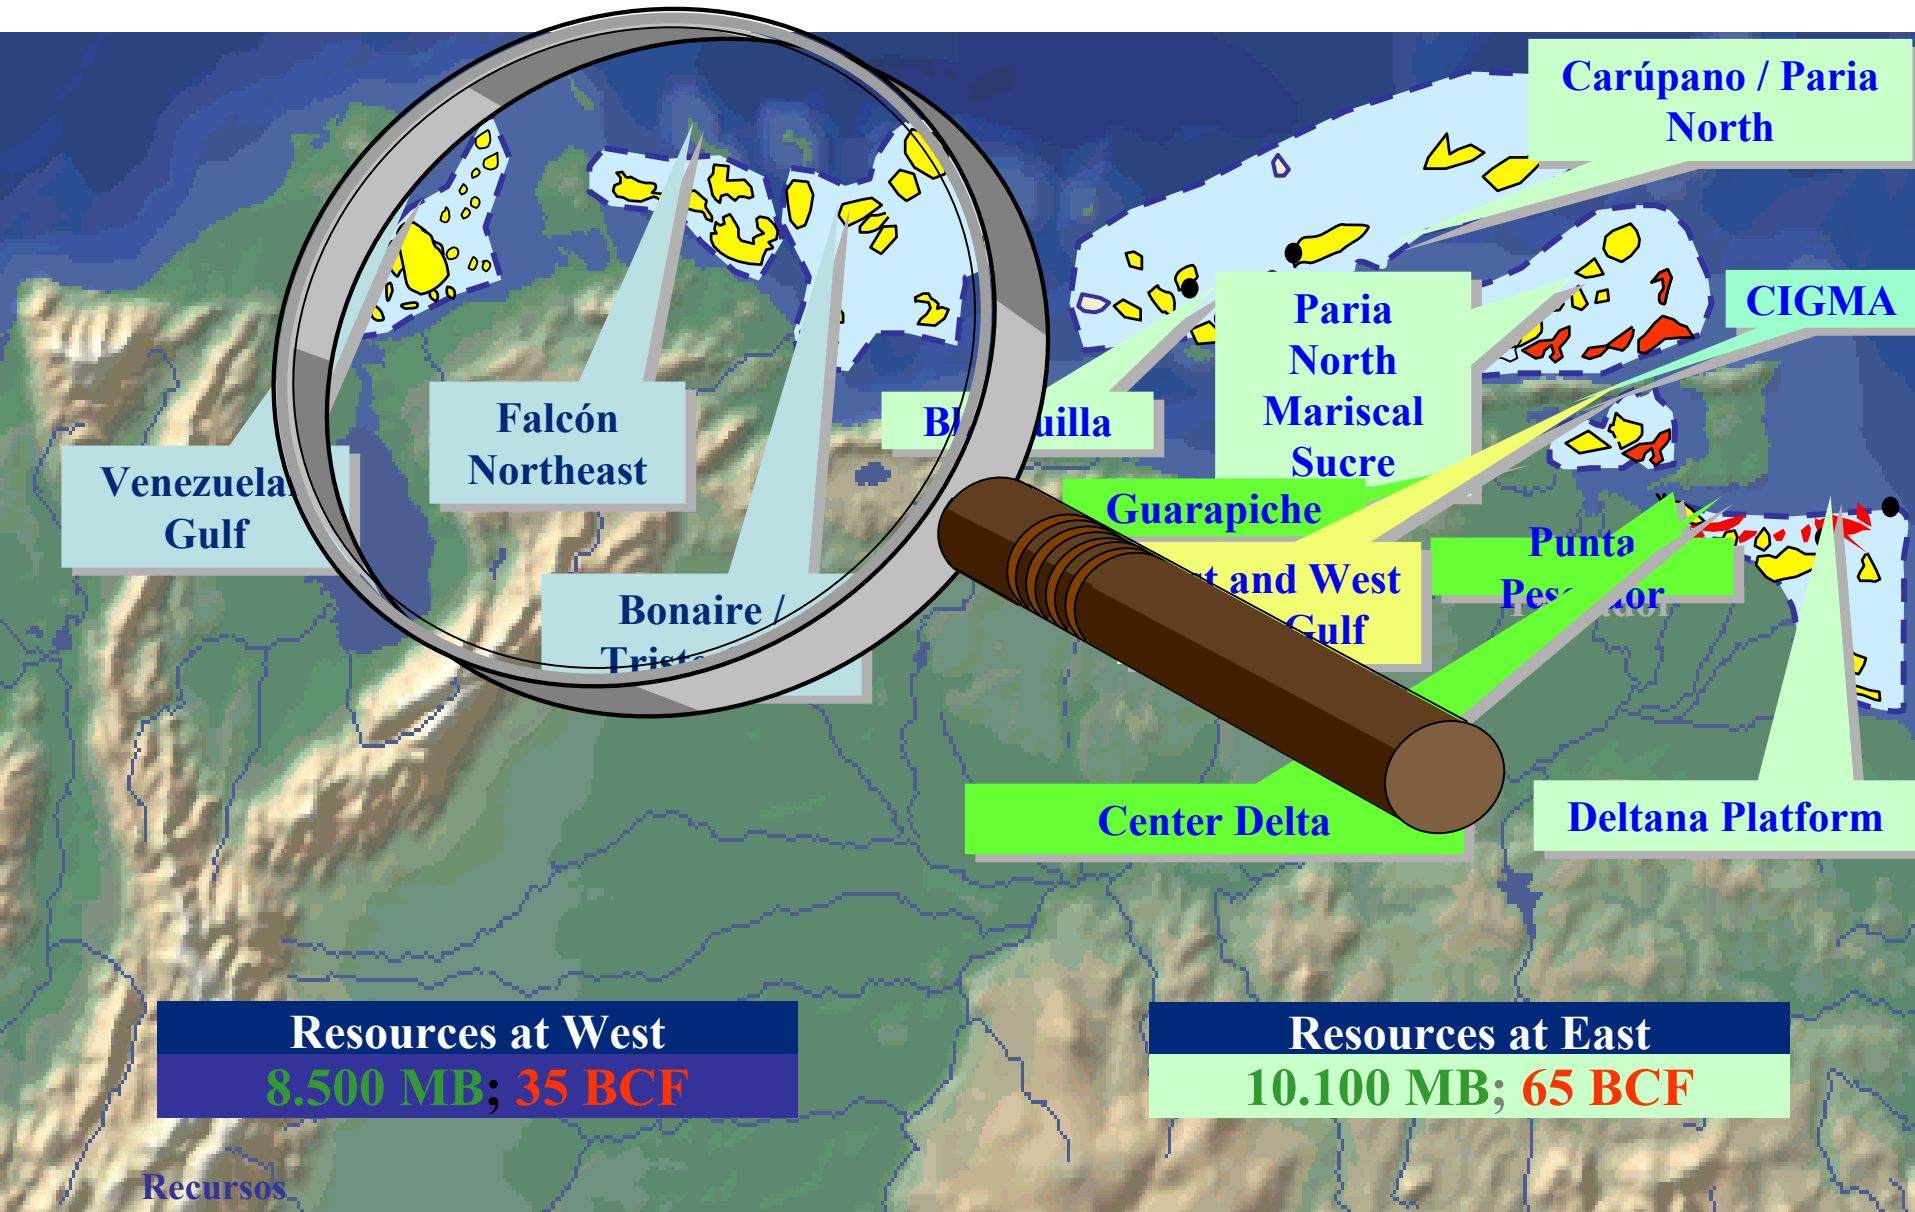 Carúpano / Paria
North
CIGMA
Paria
North
Mariscal
Sucre
Falcón
Northeast
Venezuela
Gulf
Guarapiche
Punta
and West
Gulf
Bonaire /
Center Delta
Deltana Platform
Resources at West
8.500 MB; 35 BCF
Resources at East
10.100 MB; 65 BCF
Recursos